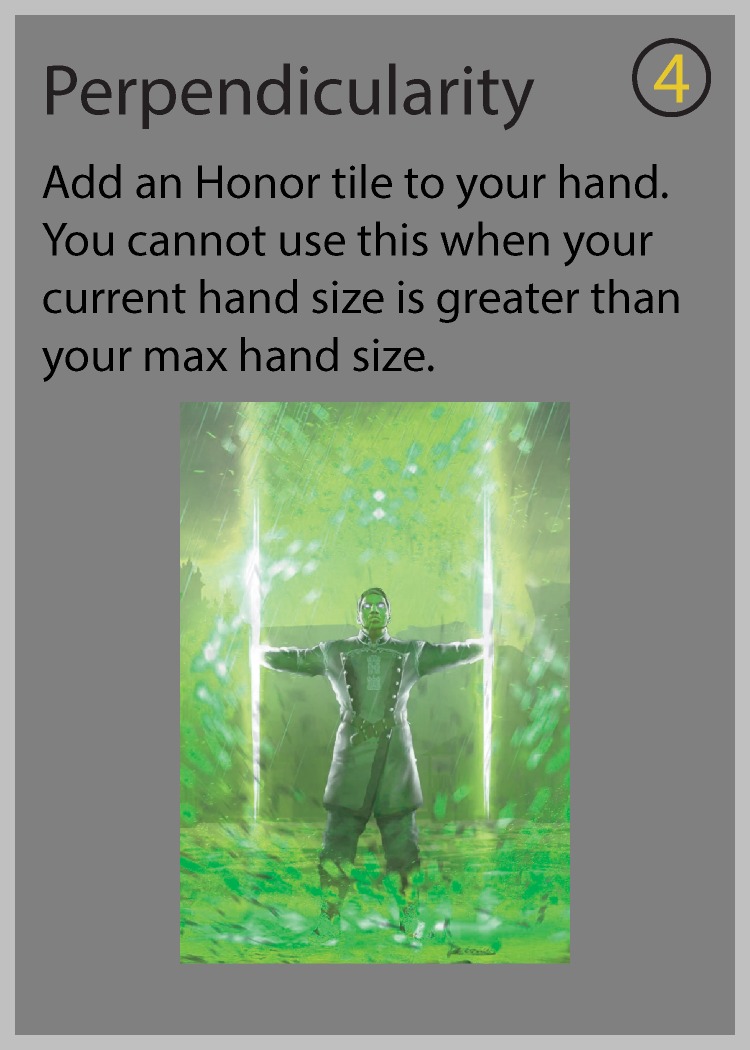 Perpendicularity
4
Add an Honor tile to your hand.
You cannot use this when your
current hand size is greater than
your max hand size.